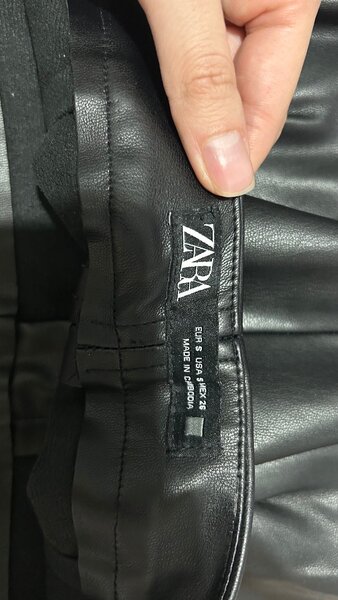 ZARA
EUR S USA S MEX 26
MADE IN CAMBODIA